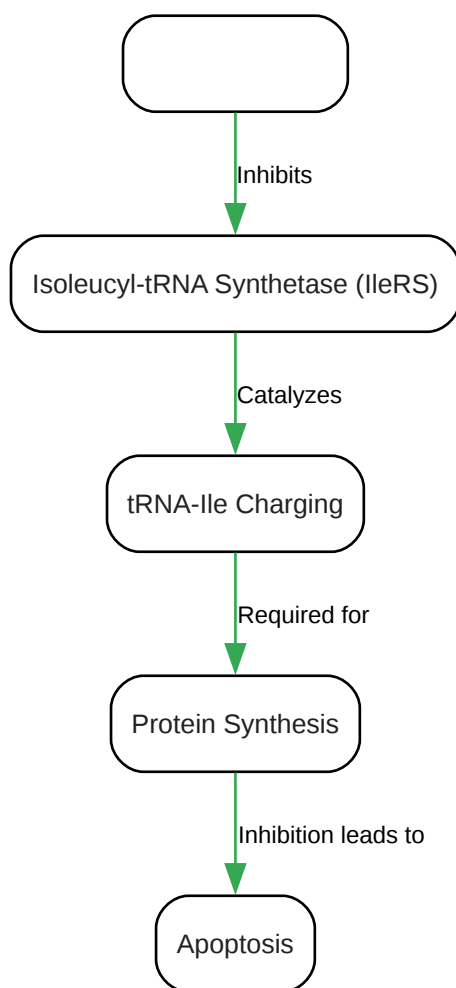 Inhibits
Isoleucyl-tRNA Synthetase (IleRS)
Catalyzes
tRNA-Ile Charging
Required for
Protein Synthesis
Inhibition leads to
Apoptosis